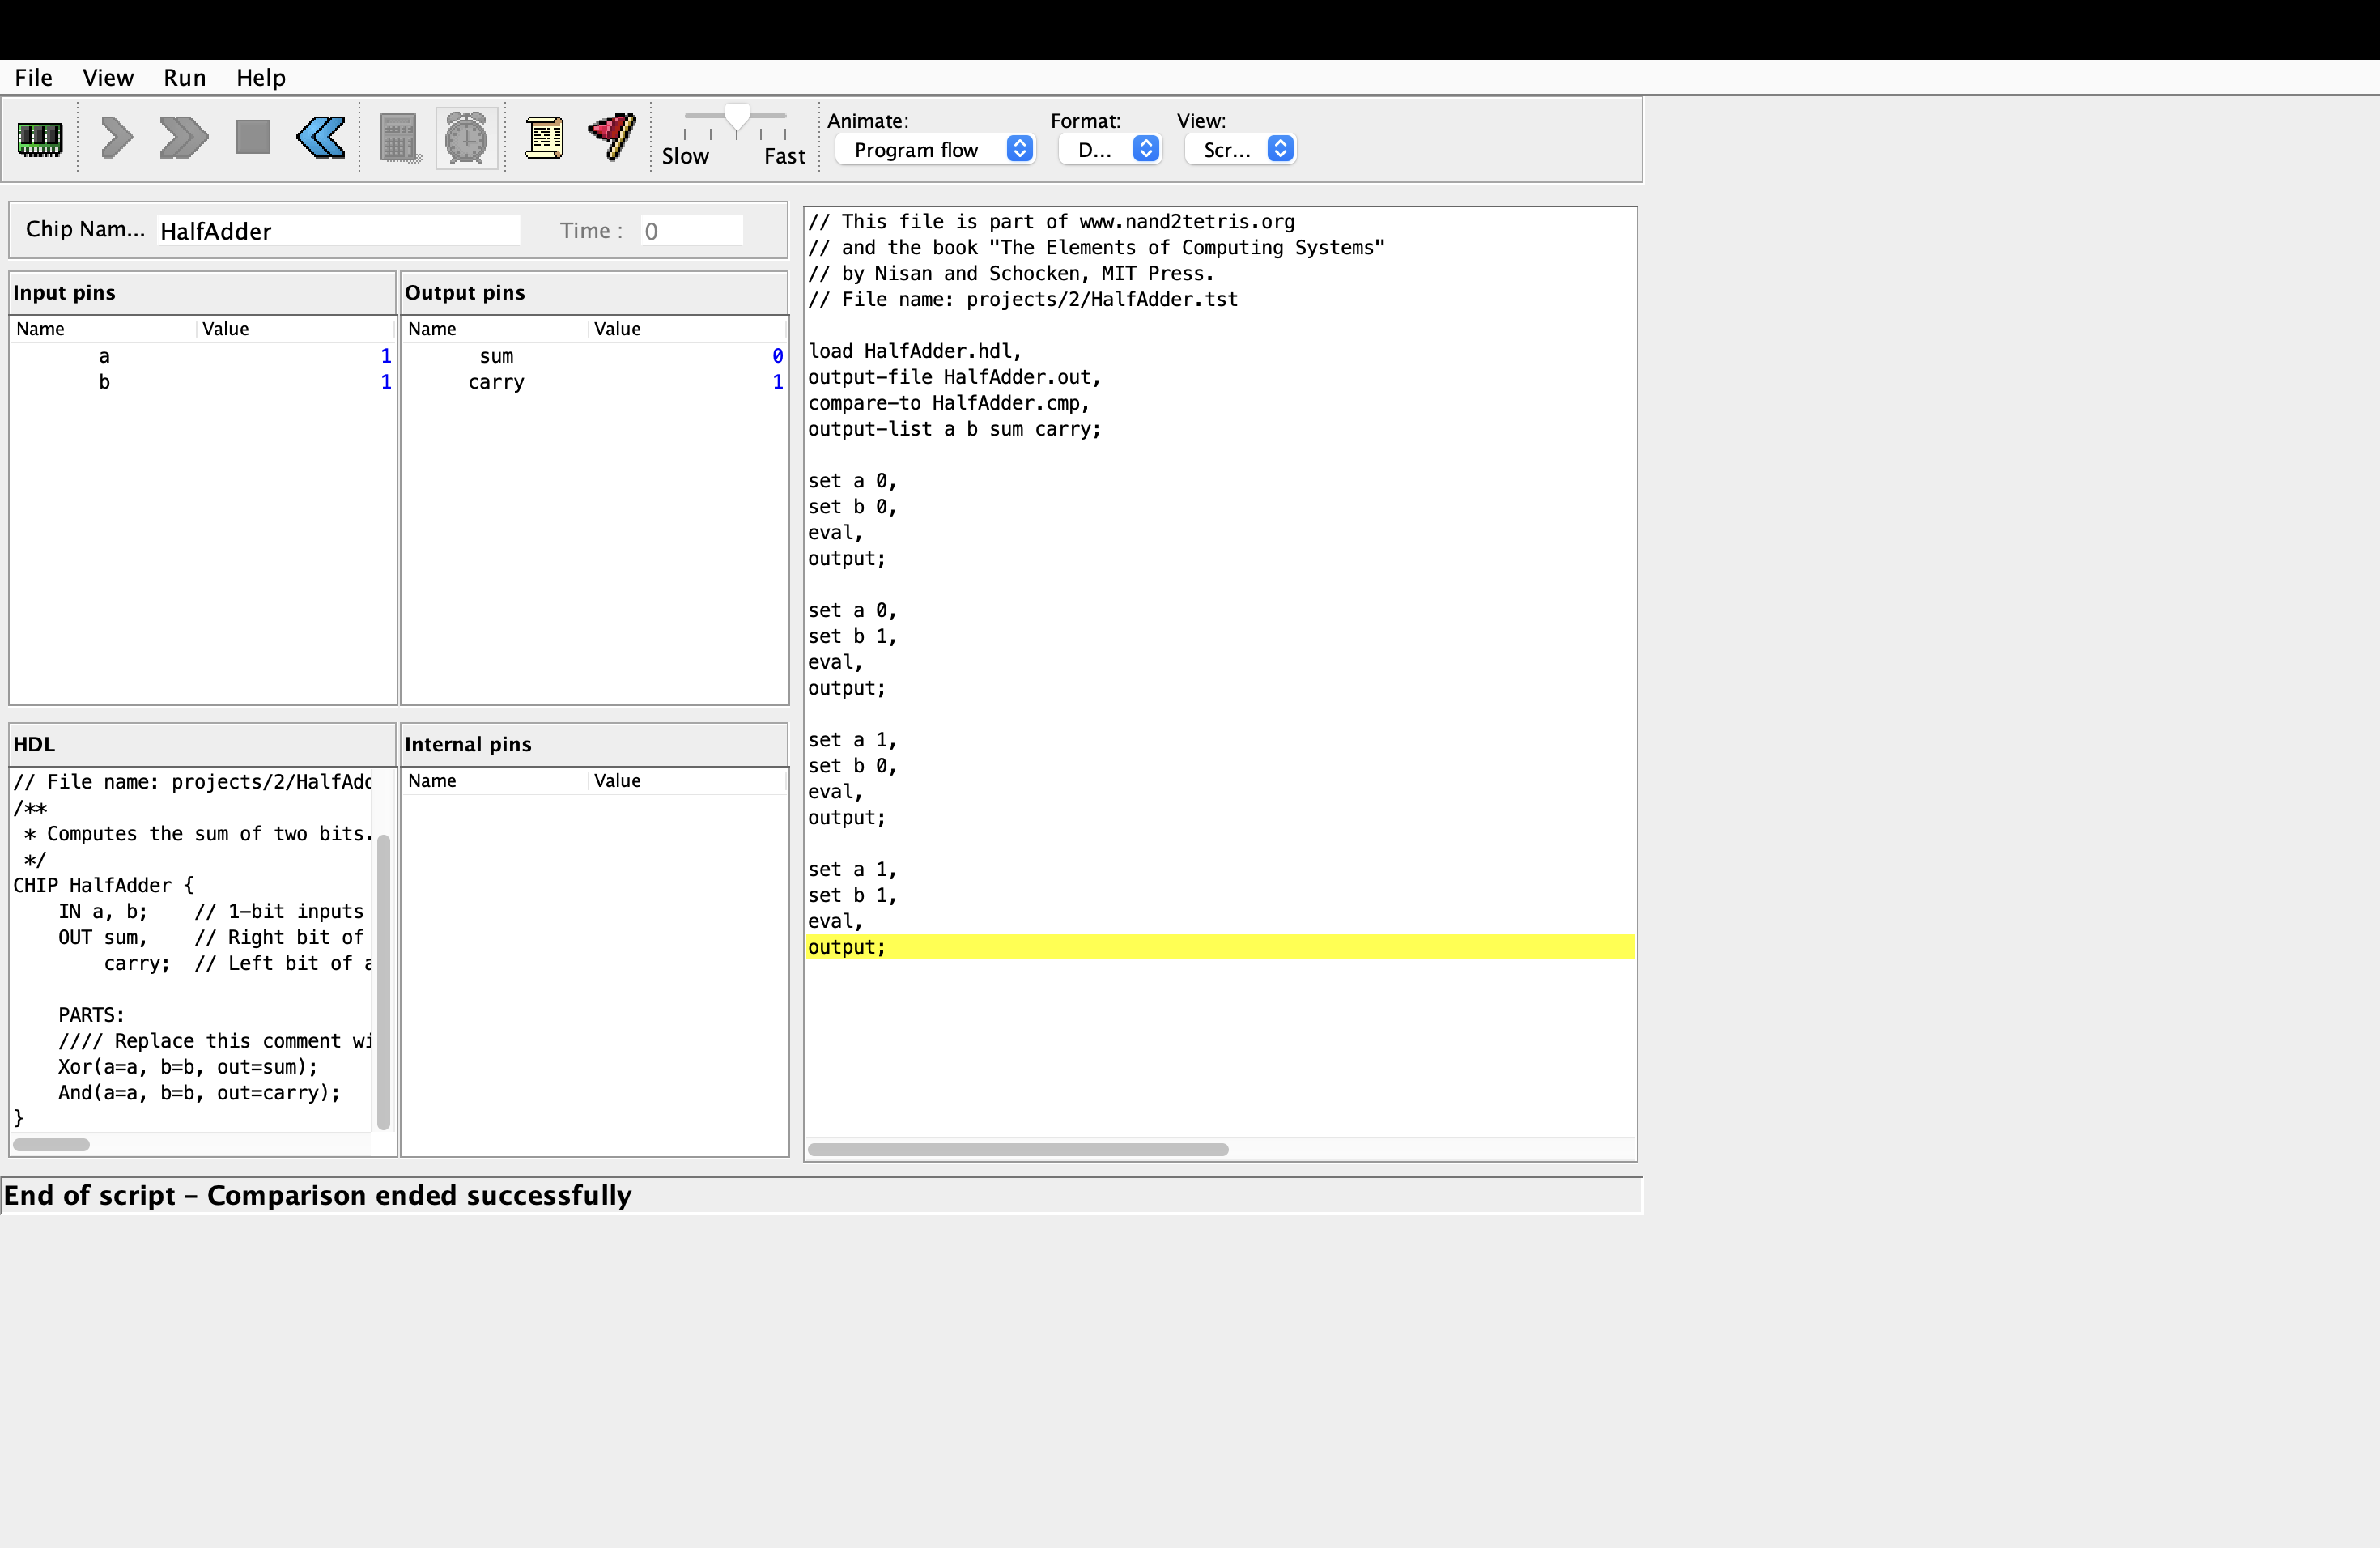 File View Run Help
Animate: Format: View:
Slow Fast Program flow D... Scr...
Chip Nam... HalfAdder Time : 0
Input pins Output pins
Name Value Name Value
a 1 sum 0
b 1 carry 1
HDL Internal pins
Name Value
// File name: projects/2/HalfAdd
/**
 * Computes the sum of two bits.
 */
CHIP HalfAdder {
    IN a, b;    // 1-bit inputs
    OUT sum,    // Right bit of
        carry;  // Left bit of a
    PARTS:
    //// Replace this comment wi
    Xor(a=a, b=b, out=sum);
    And(a=a, b=b, out=carry);
}
// This file is part of www.nand2tetris.org
// and the book "The Elements of Computing Systems"
// by Nisan and Schocken, MIT Press.
// File name: projects/2/HalfAdder.tst
load HalfAdder.hdl,
output-file HalfAdder.out,
compare-to HalfAdder.cmp,
output-list a b sum carry;
set a 0,
set b 0,
eval,
output;
set a 0,
set b 1,
eval,
output;
set a 1,
set b 0,
eval,
output;
set a 1,
set b 1,
eval,
output;
End of script - Comparison ended successfully